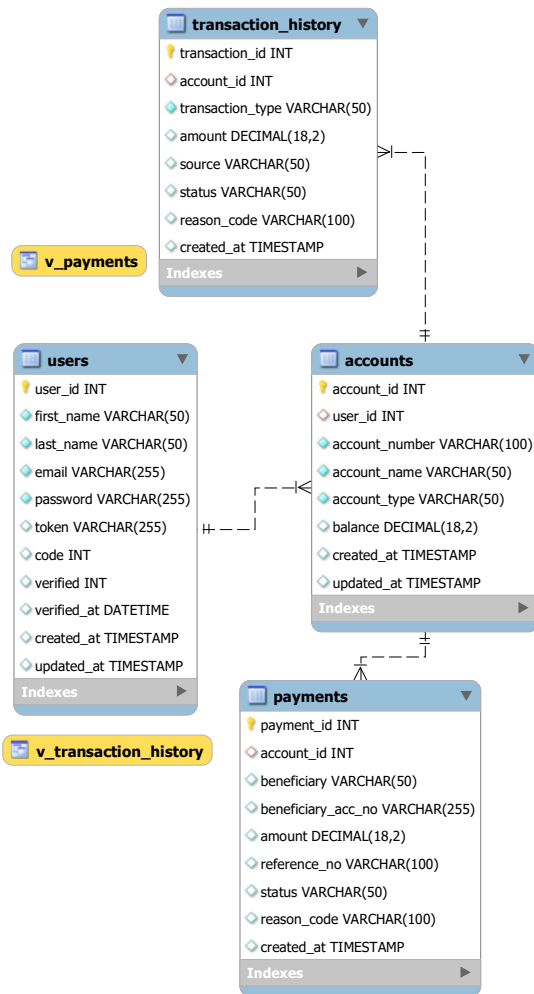 transaction_history
transaction_id INT
account_id INT
transaction_type VARCHAR(50)
amount DECIMAL(18,2)
source VARCHAR(50)
status VARCHAR(50)
reason_code VARCHAR(100)
created_at TIMESTAMP
Indexes
v_payments
users
user_id INT
first_name VARCHAR(50)
last_name VARCHAR(50)
email VARCHAR(255)
password VARCHAR(255)
token VARCHAR(255)
code INT
verified INT
verified_at DATETIME
created_at TIMESTAMP
updated_at TIMESTAMP
Indexes
accounts
account_id INT
user_id INT
account_number VARCHAR(100)
account_name VARCHAR(50)
account_type VARCHAR(50)
balance DECIMAL(18,2)
created_at TIMESTAMP
updated_at TIMESTAMP
Indexes
v_transaction_history
payments
payment_id INT
account_id INT
beneficiary VARCHAR(50)
beneficiary_acc_no VARCHAR(255)
amount DECIMAL(18,2)
reference_no VARCHAR(100)
status VARCHAR(50)
reason_code VARCHAR(100)
created_at TIMESTAMP
Indexes